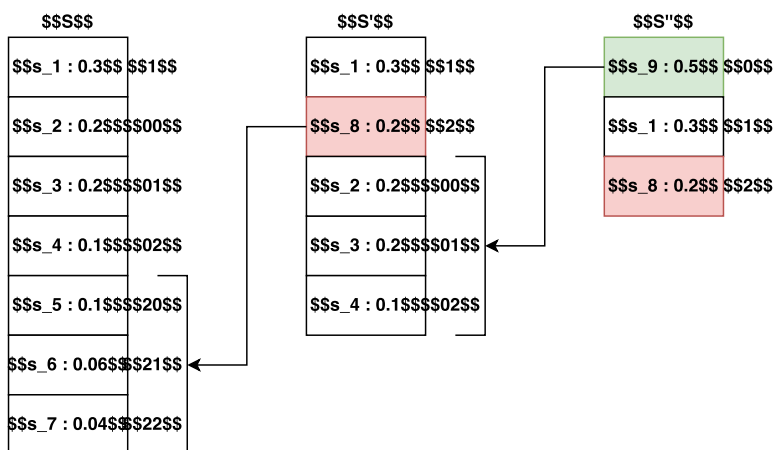 $$S$$
$$s_1 : 0.3$$ $$1$$
$$s_2 : 0.2$$ $$00$$
$$s_3 : 0.2$$ $$01$$
$$s_4 : 0.1$$ $$02$$
$$s_5 : 0.1$$ $$20$$
$$s_6 : 0.06$$ $$21$$
$$s_7 : 0.04$$ $$22$$
$$S'$$
$$s_1 : 0.3$$ $$1$$
$$s_8 : 0.2$$ $$2$$
$$s_2 : 0.2$$ $$00$$
$$s_3 : 0.2$$ $$01$$
$$s_4 : 0.1$$ $$02$$
$$S''$$
$$s_9 : 0.5$$ $$0$$
$$s_1 : 0.3$$ $$1$$
$$s_8 : 0.2$$ $$2$$